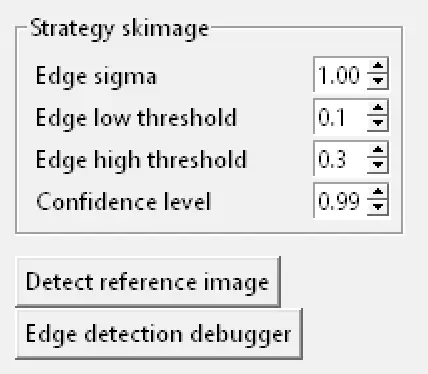 Strategy skimage
Edge sigma 1.00
Edge low threshold 0.1
Edge high threshold 0.3
Confidence level 0.99
Detect reference image
Edge detection debugger